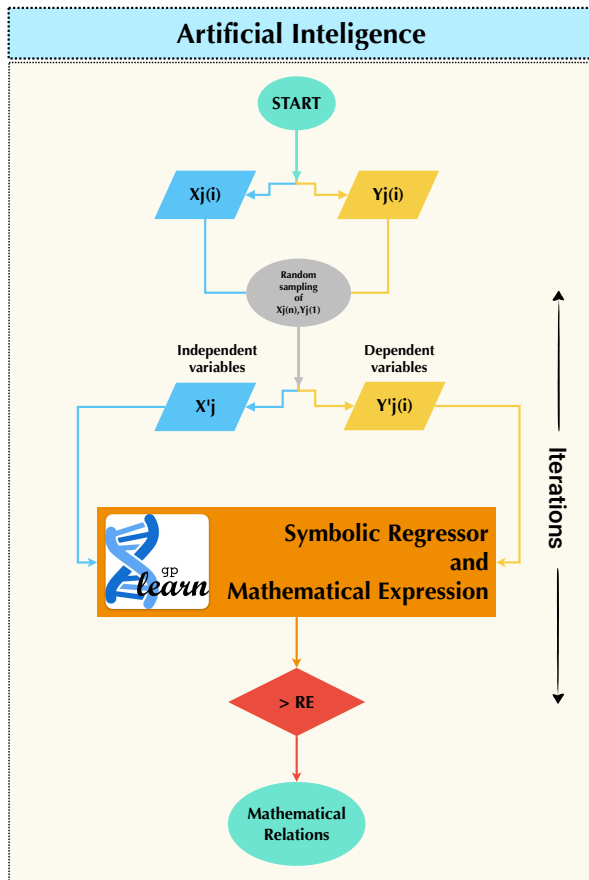 Artificial Inteligence
START
Xj(i)
Yj(i)
Random
sampling
of
Xj(n),Yj(1)
Independent
variables
Dependent
variables
X'j
Y'j(i)
Iterations
gp
learn
Symbolic Regressor
and
Mathematical Expression
> RE
Mathematical
Relations